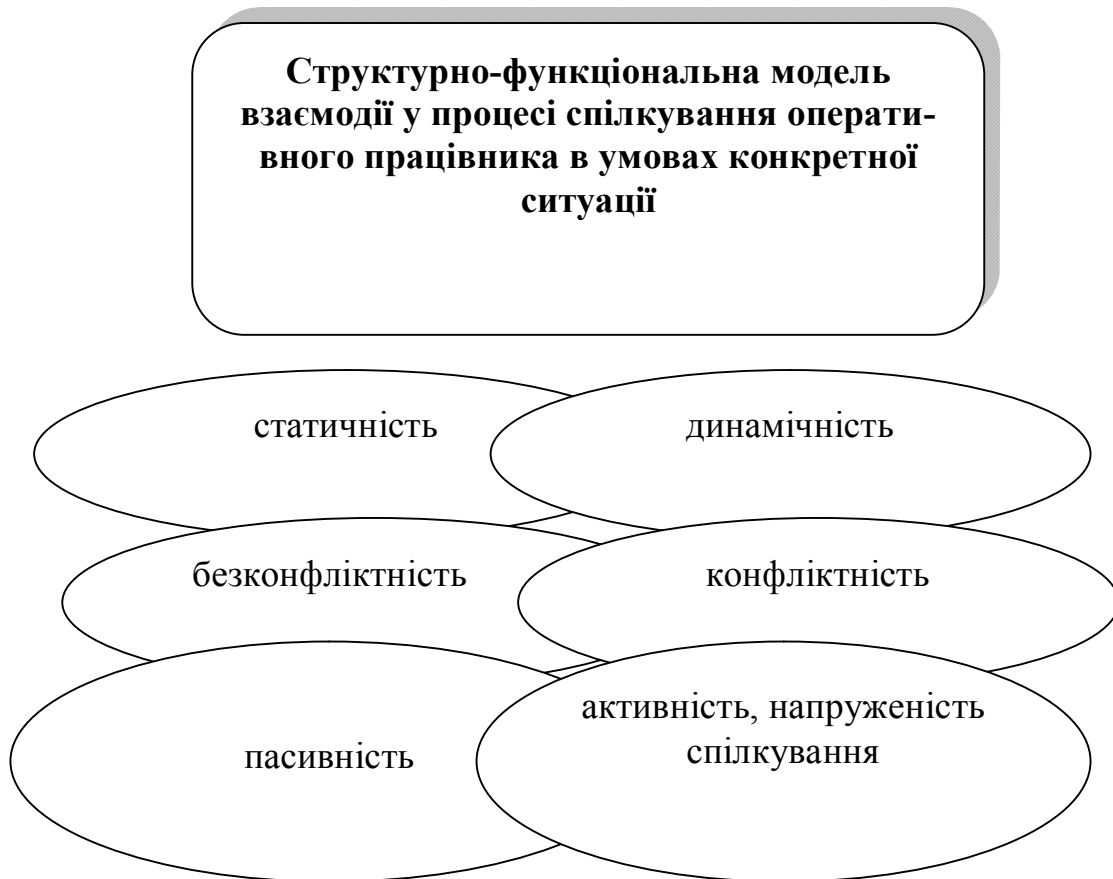 Структурно-функціональна модель
взаємодії у процесі спілкування операти-
вного працівника в умовах конкретної
ситуації
статичність
динамічність
безконфліктність
конфліктність
пасивність
активність, напруженість
спілкування